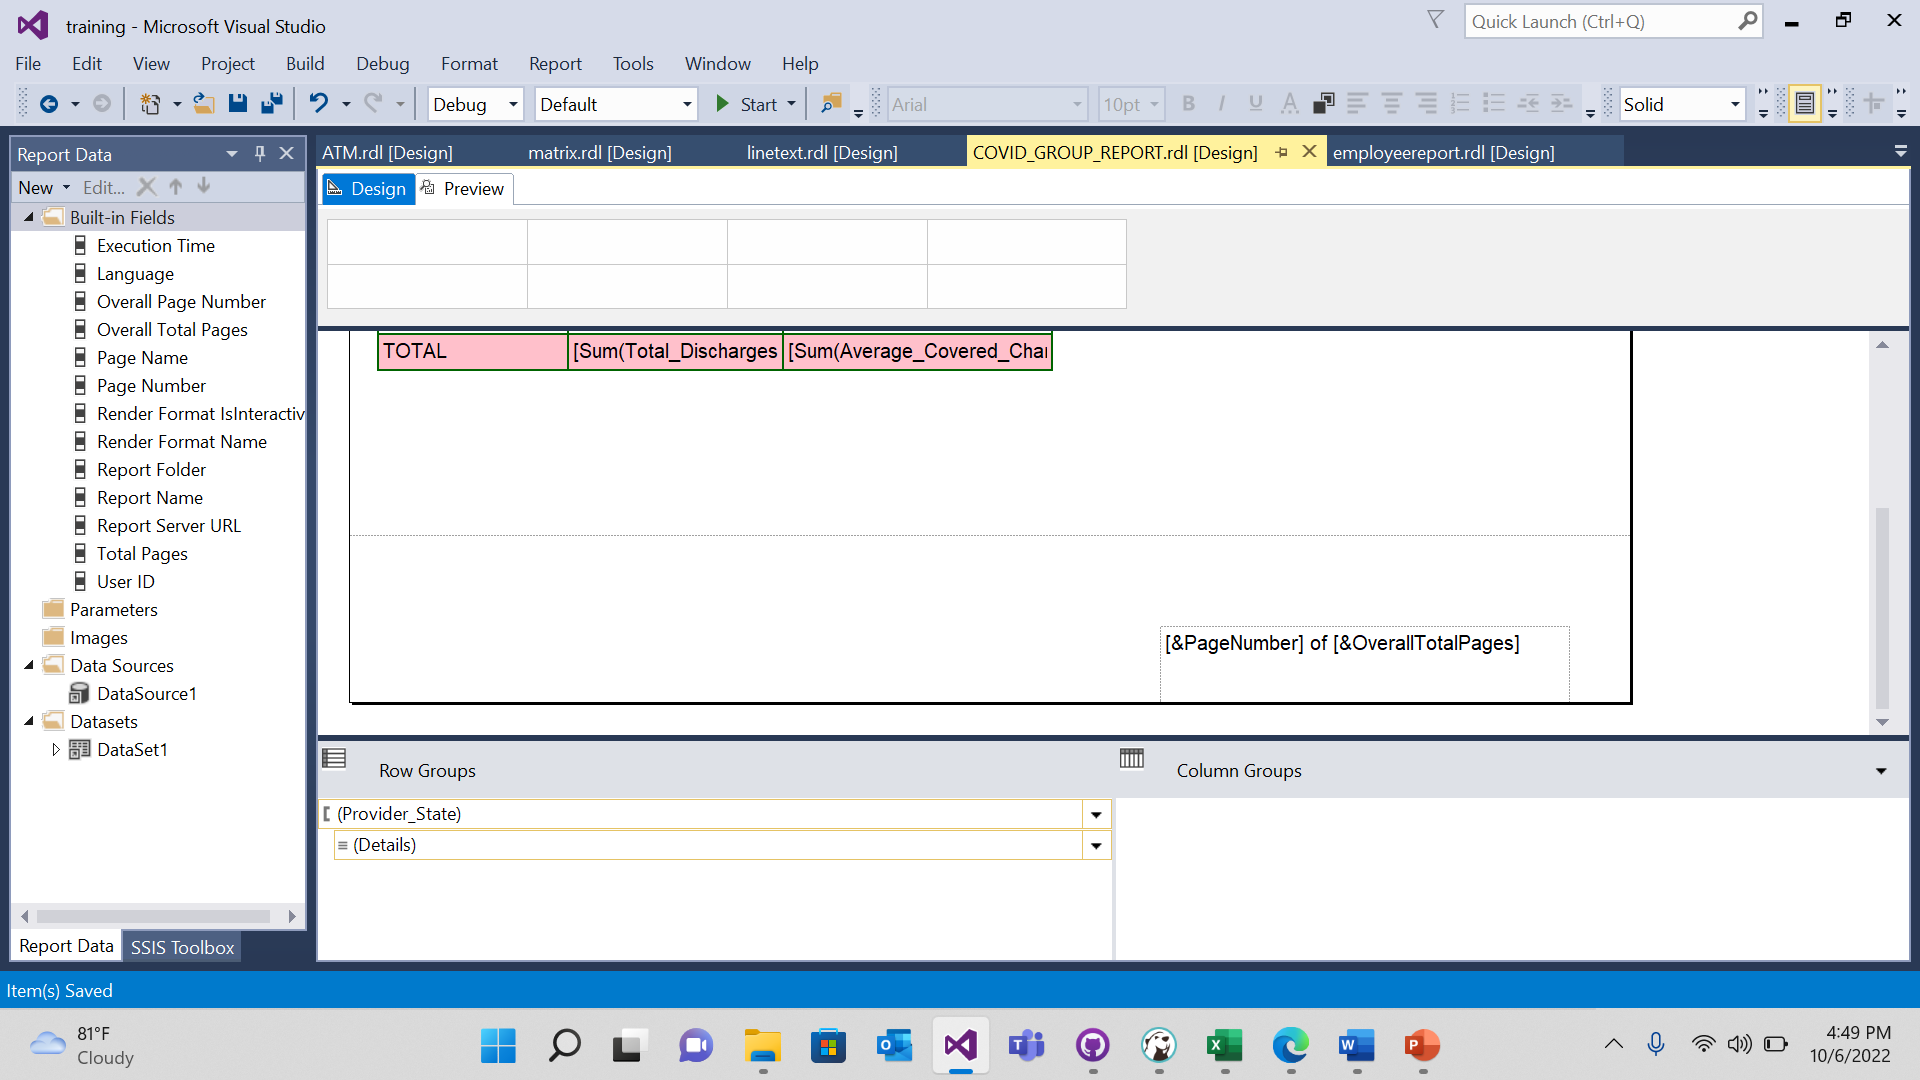 training - Microsoft Visual Studio
Quick Launch (Ctrl+Q)
File Edit View Project Build Debug Format Report Tools Window Help
Debug Default Start Arial 10pt B I U A Solid
Report Data
ATM.rdl [Design] matrix.rdl [Design] linetext.rdl [Design] COVID_GROUP_REPORT.rdl [Design] employeereport.rdl [Design]
New Edit...
Design Preview
Built-in Fields
Execution Time
Language
Overall Page Number
Overall Total Pages
Page Name
Page Number
Render Format IsInteractiv
Render Format Name
Report Folder
Report Name
Report Server URL
Total Pages
User ID
Parameters
Images
Data Sources
DataSource1
Datasets
DataSet1
TOTAL [Sum(Total_Discharges [Sum(Average_Covered_Char
[&PageNumber] of [&OverallTotalPages]
Row Groups Column Groups
(Provider_State)
(Details)
Report Data SSIS Toolbox
Item(s) Saved
81°F
Cloudy
4:49 PM
10/6/2022